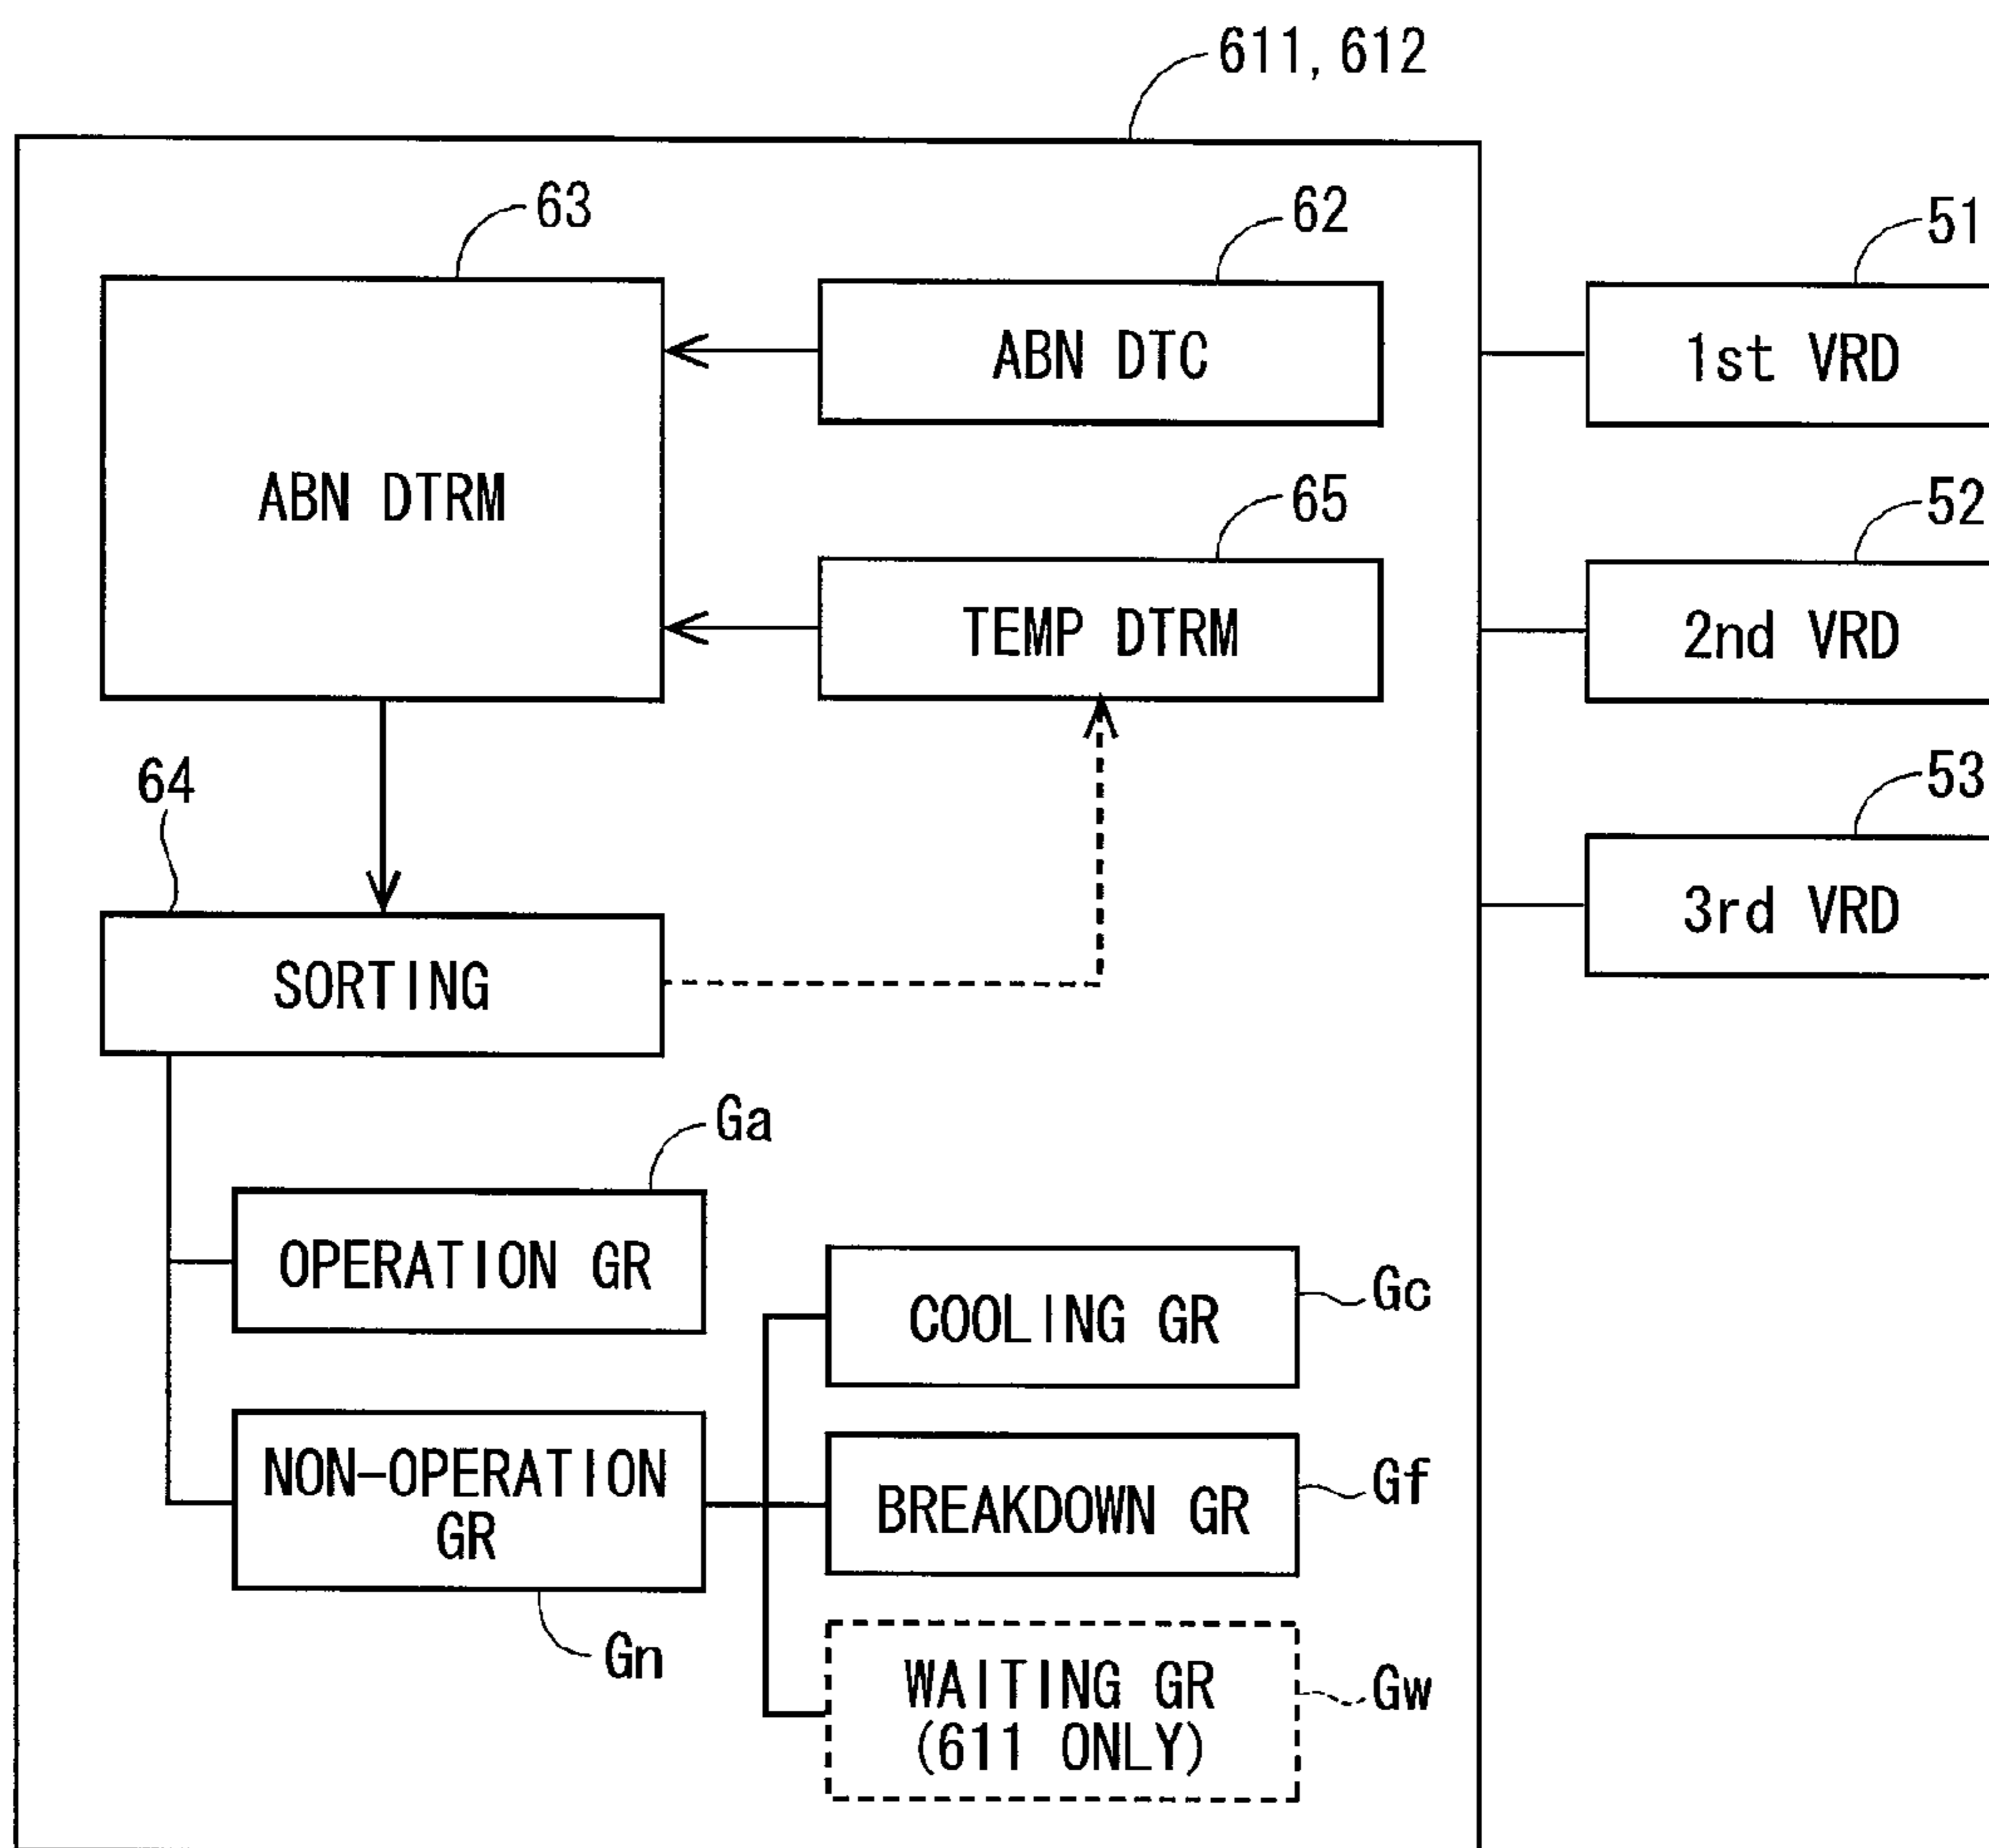 611, 612
63
62
51
ABN DTRM
ABN DTC
1st VRD
65
52
TEMP DTRM
2nd VRD
64
53
SORTING
3rd VRD
Ga
OPERATION GR
COOLING GR
Gc
NON-OPERATION
GR
BREAKDOWN GR
Gf
Gn
WAITING GR
(611 ONLY)
Gw